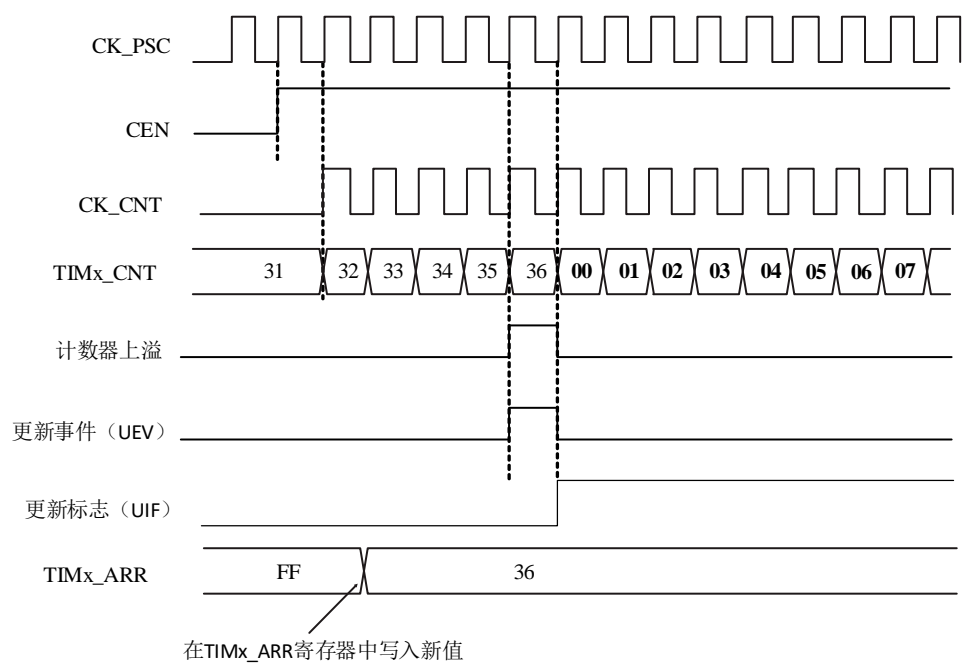 CK_PSC
CEN
CK_CNT
TIMx_CNT 31 32 33 34 35 36 00 01 02 03 04 05 06 07
计数器上溢
更新事件（UEV）
更新标志（UIF）
TIMx_ARR FF 36
在TIMx_ARR寄存器中写入新值